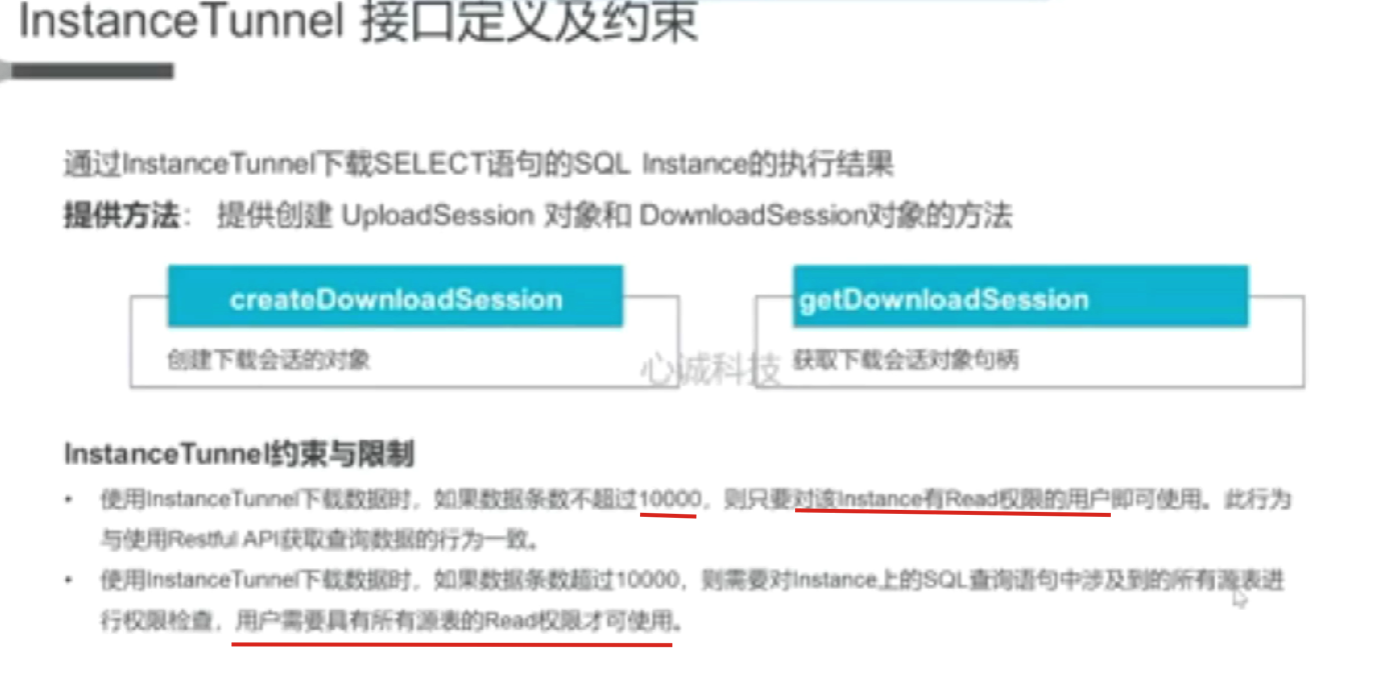 InstanceTunnel 接口定义及约束
通过InstanceTunnel下载SELECT语句的SQL Instance的执行结果
提供方法： 提供创建 UploadSession 对象和 DownloadSession对象的方法
createDownloadSession
创建下载会话的对象
getDownloadSession
获取下载会话对象句柄
心诚科技
InstanceTunnel约束与限制
• 使用InstanceTunnel下载数据时，如果数据条数不超过10000，则只要对该Instance有Read权限的用户即可使用。此行为
与使用Restful API获取查询数据的行为一致。
• 使用InstanceTunnel下载数据时，如果数据条数超过10000，则需要对Instance上的SQL查询语句中涉及到的所有源表进
行权限检查，用户需要具有所有源表的Read权限才可使用。